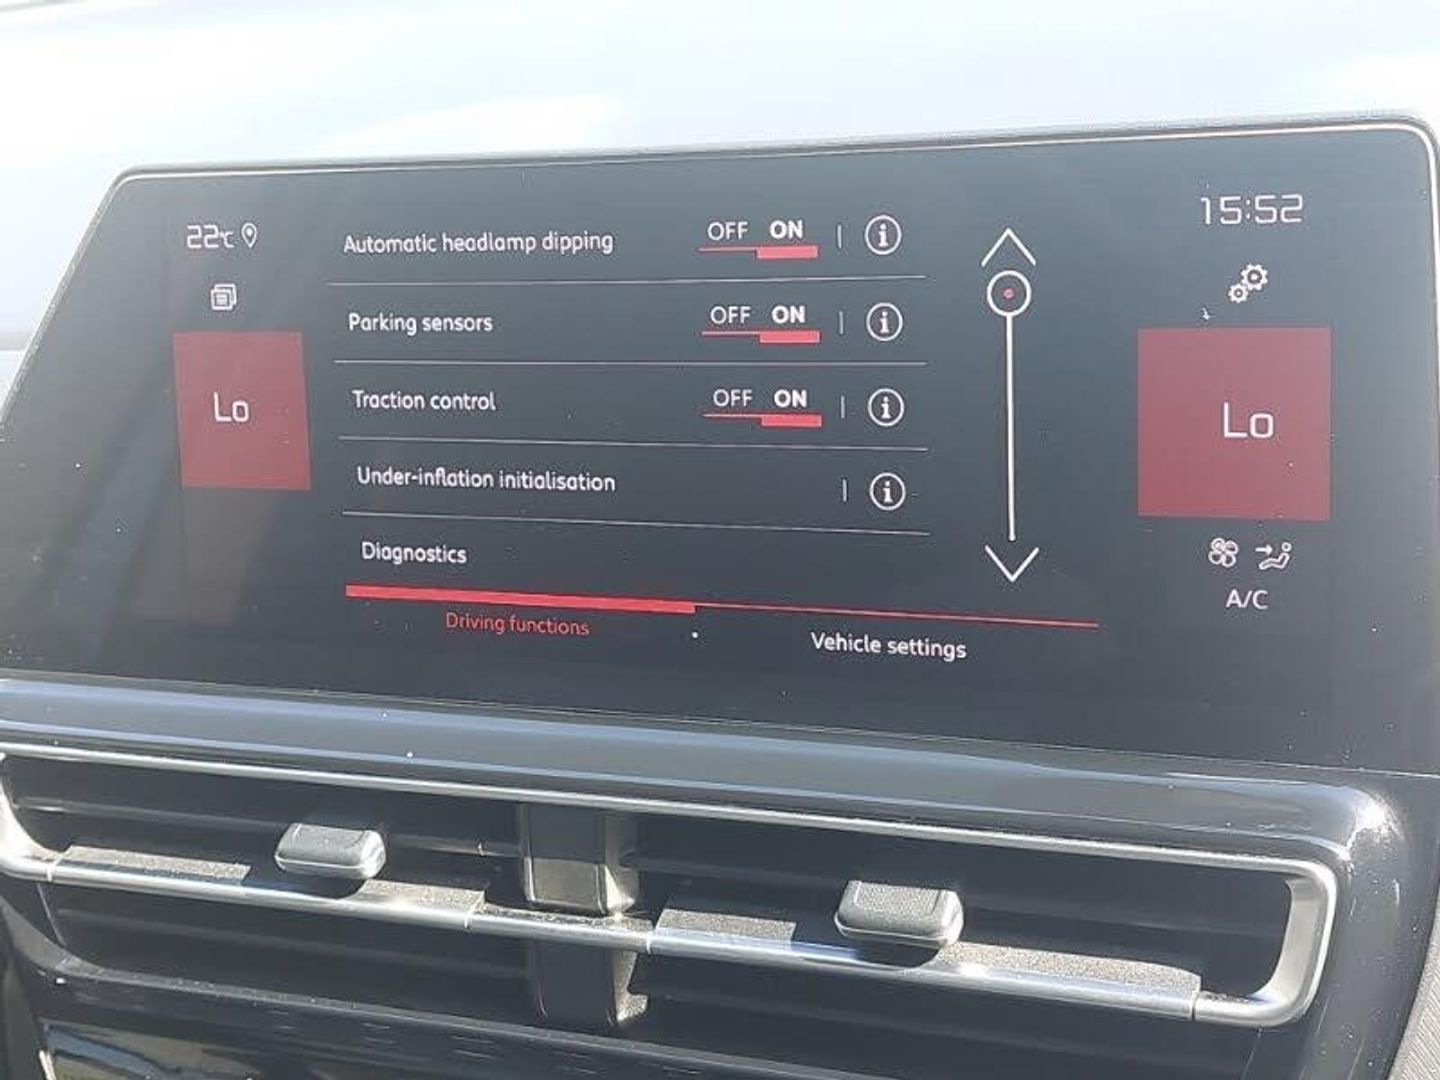 22°C
15:52
Automatic headlamp dipping OFF ON
Parking sensors OFF ON
Lo
Lo
Traction control OFF ON
Under-inflation initialisation
Diagnostics
A/C
Driving functions
Vehicle settings